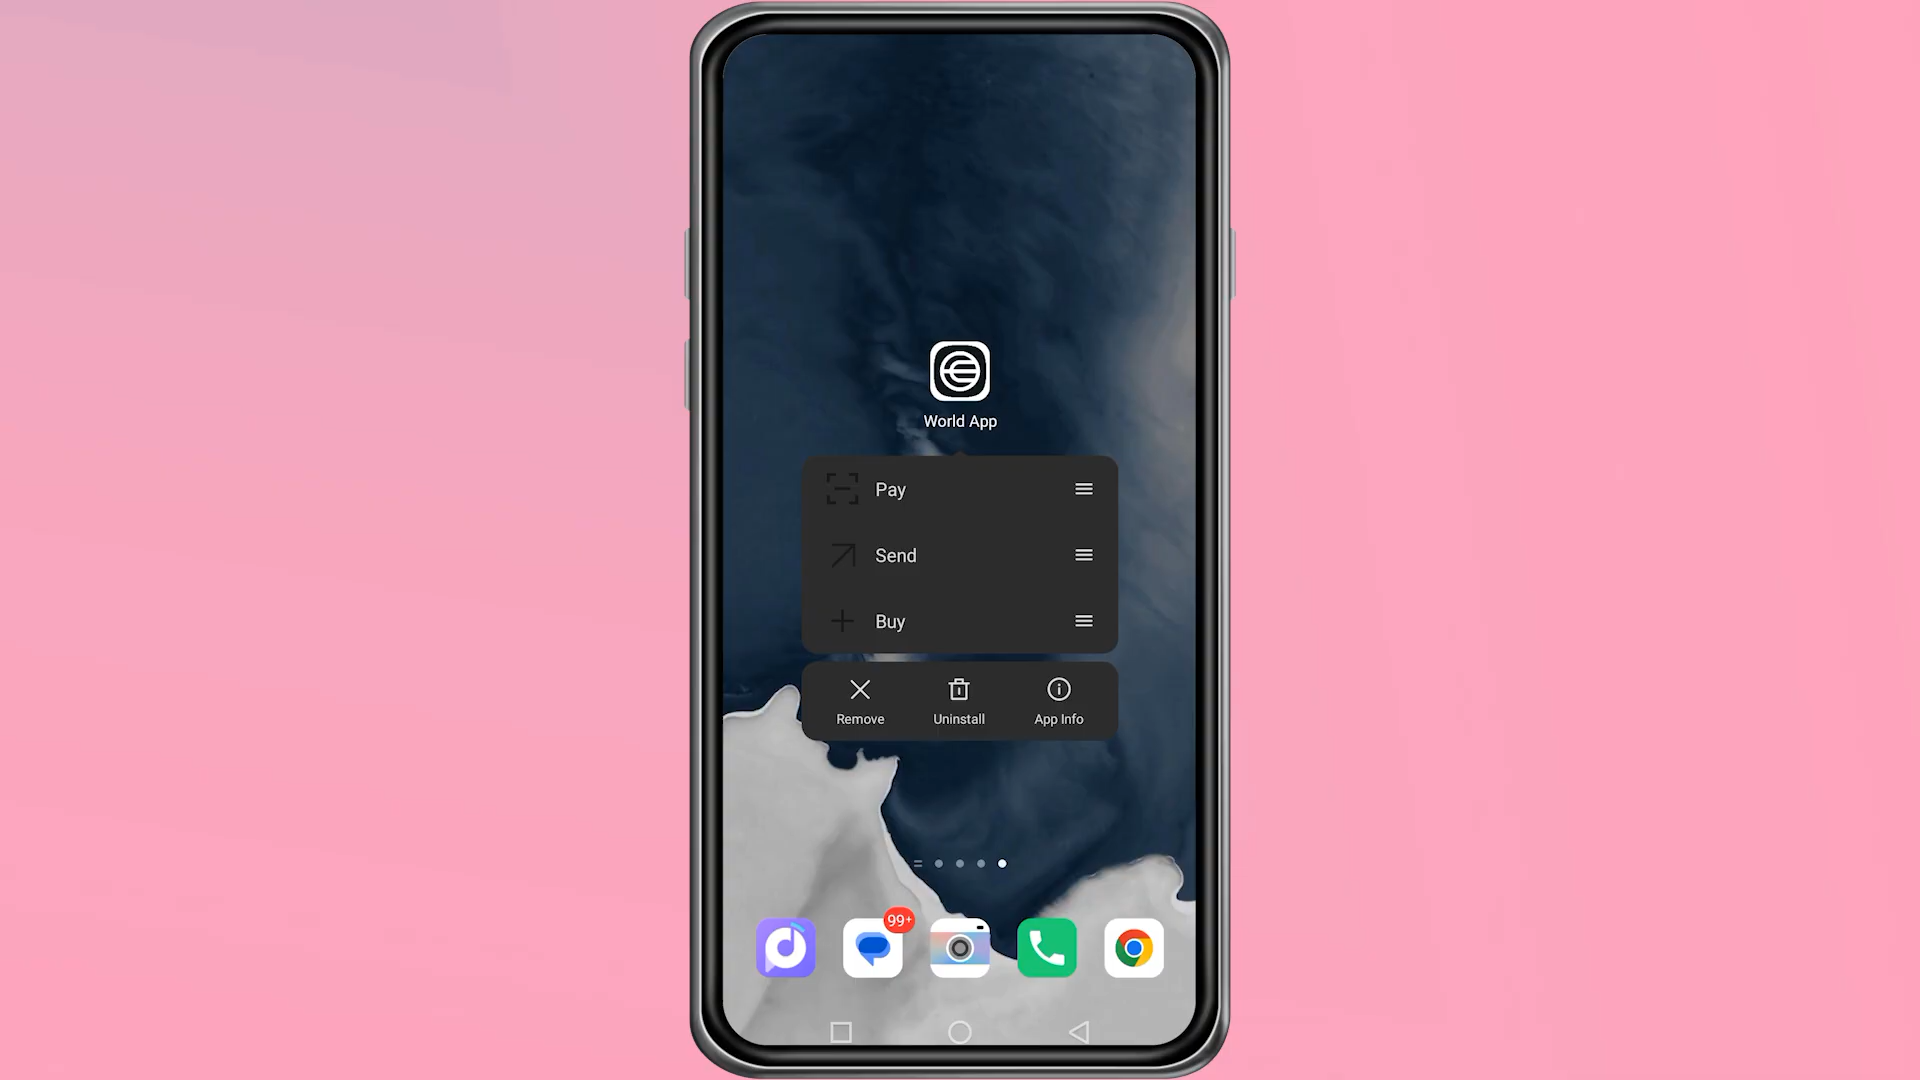 World App
Pay
Send
Buy
Remove
Uninstall
App Info
99+